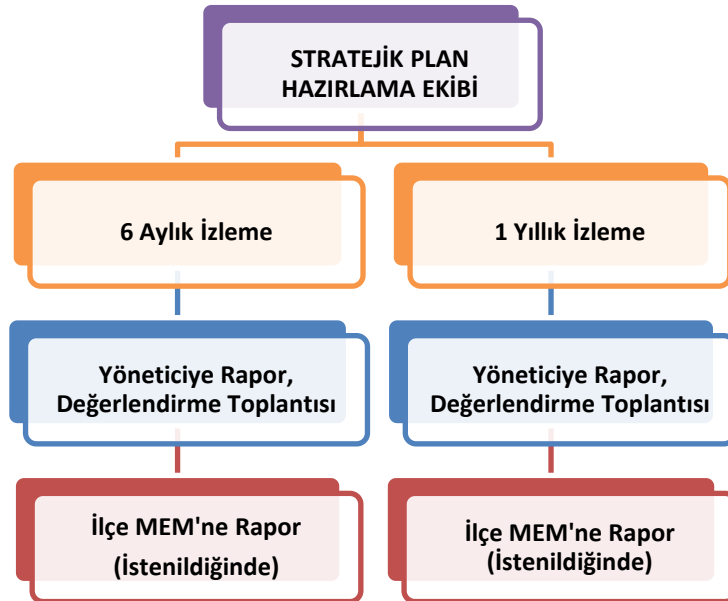 STRATEJİK PLAN
HAZIRLAMA EKİBİ
6 Aylık İzleme
1 Yıllık İzleme
Yöneticiye Rapor,
Değerlendirme Toplantısı
Yöneticiye Rapor,
Değerlendirme Toplantısı
İlçe MEM'ne Rapor
(İstenildiğinde)
İlçe MEM'ne Rapor
(İstenildiğinde)